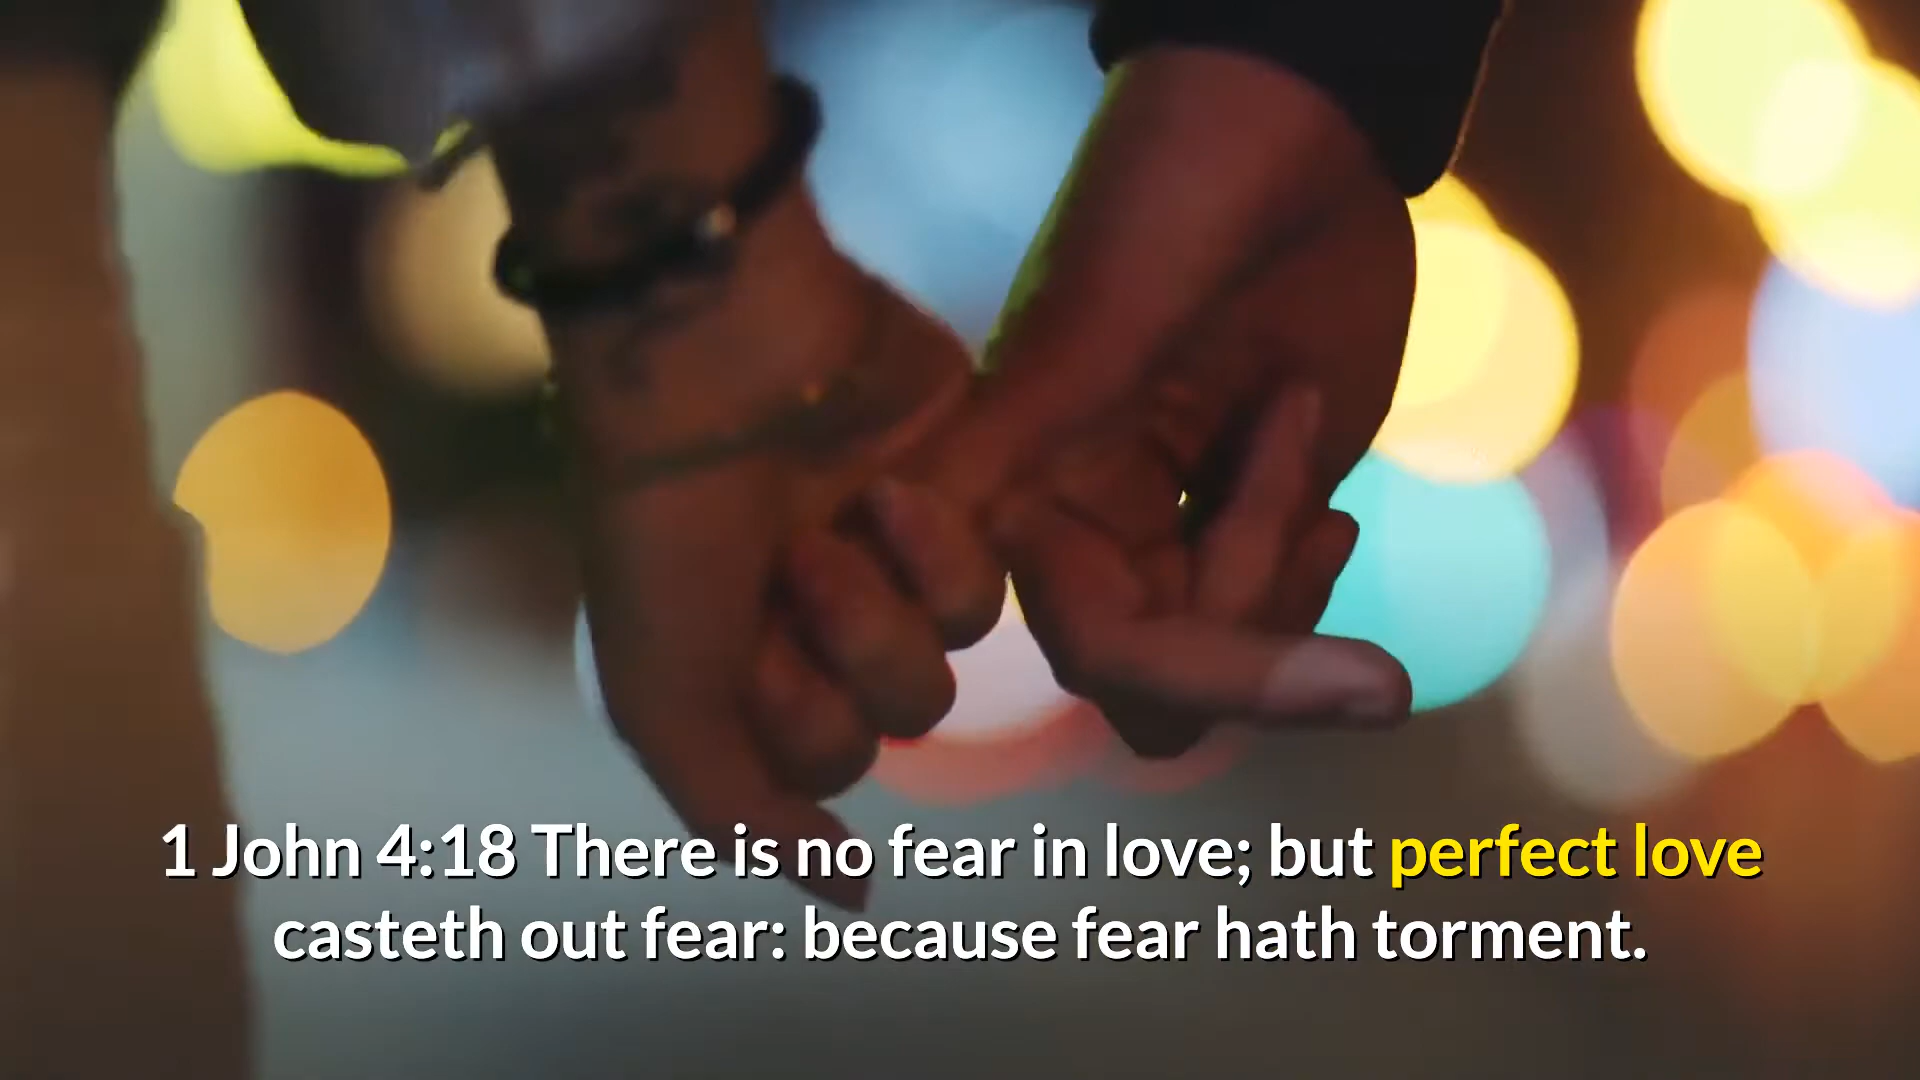 1 John 4:18 There is no fear in love; but perfect love
casteth out fear: because fear hath torment.